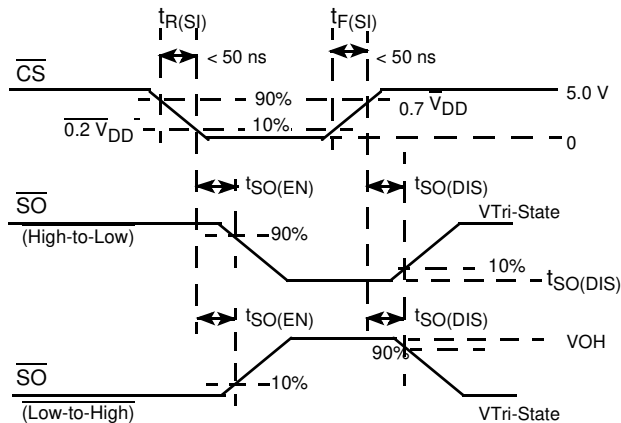 tR(SI) tF(SI)
< 50 ns < 50 ns
CS 90% 0.7 VDD 5.0 V
0.2 VDD 10% 0
tSO(EN) tSO(DIS)
SO VTri-State
(High-to-Low) 90%
10%
tSO(DIS)
tSO(EN) tSO(DIS)
VOH
90%
SO 10%
(Low-to-High) VTri-State